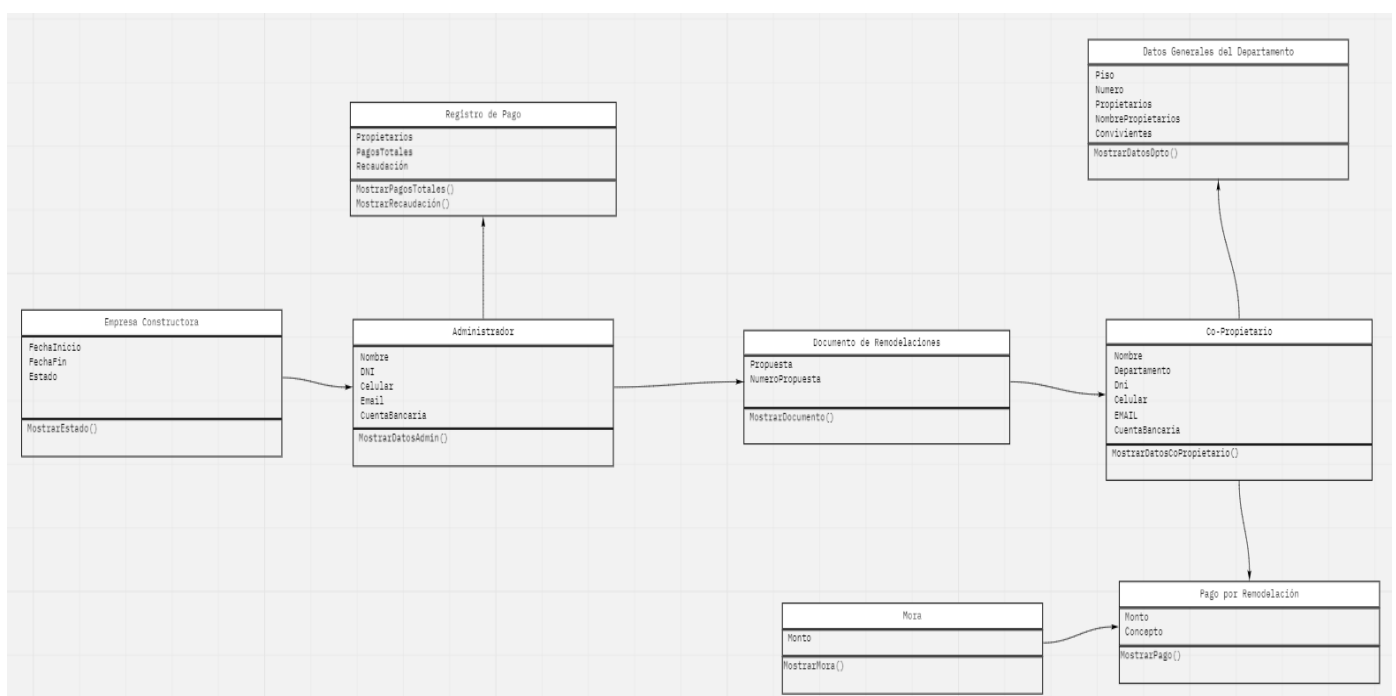 Datos Generales del Departamento
Piso
Numero
Propietarios
NombrePropietarios
Convivientes
MostrarDatosDpto()
Registro de Pago
Propietarios
PagosTotales
Recaudación
MostrarPagosTotales()
MostrarRecaudación()
Empresa Constructora
FechaInicio
FechaFin
Estado
MostrarEstado()
Administrador
Nombre
DNI
Celular
Email
CuentaBancaria
MostrarDatosAdmin()
Documento de Remodelaciones
Propuesta
NumeroPropuesta
MostrarDocumento()
Co-Propietario
Nombre
Departamento
Dni
Celular
EMAIL
CuentaBancaria
MostrarDatosCoPropietario()
Pago por Remodelación
Monto
Concepto
MostrarPago()
Mora
Monto
MostrarMora()